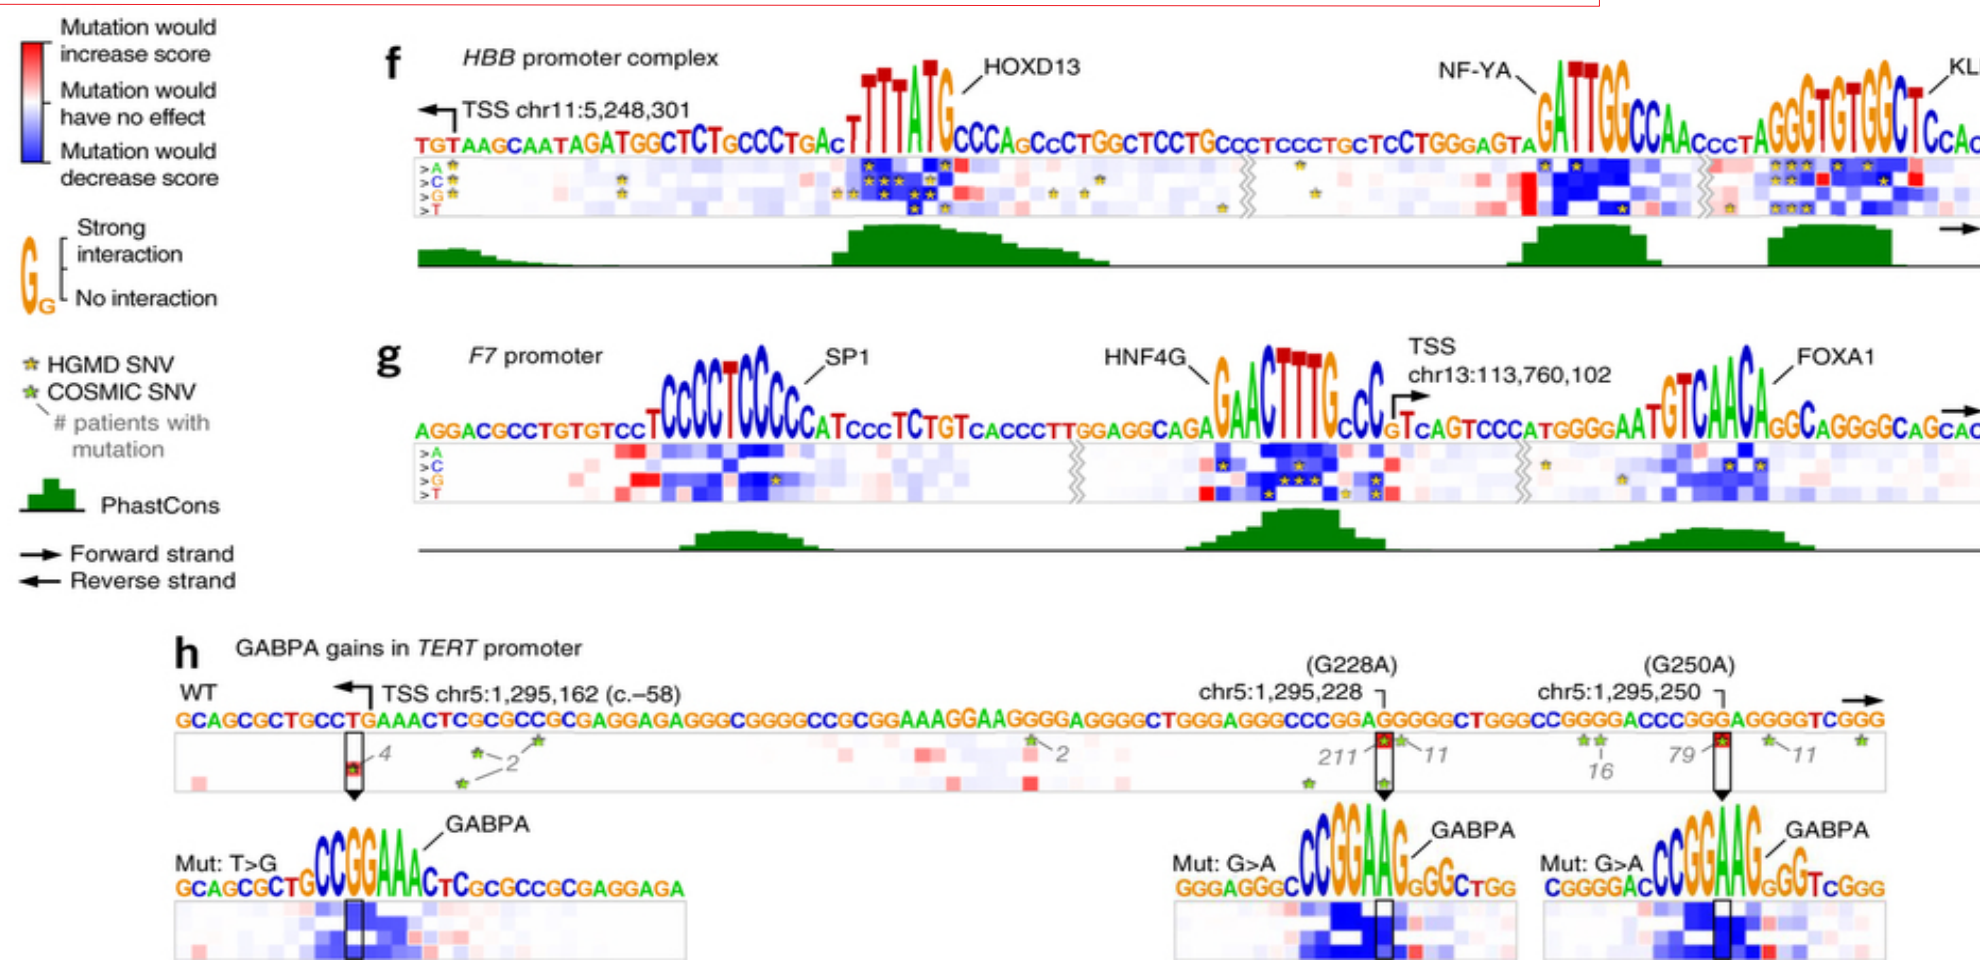 Mutation would
increase score
Mutation would
have no effect
Mutation would
decrease score
Strong
interaction
No interaction
G G
HGMD SNV
COSMIC SNV
# patients with
mutation
PhastCons
Forward strand
Reverse strand
f HBB promoter complex
HOXD13
NF-YA
TSS chr11:5,248,301
TGTAAGCAATAGATGGCTCTGCCCTGACTTTTATGCCCAGCCCTGGCTCCTGCCCTCCCTGCTCCTGGGAGTAGATTGGCCAACCCTAGGGTGTGGCTCCAC
>A
>C
>G
>T
g F7 promoter
SP1
HNF4G
TSS
chr13:113,760,102
FOXA1
AGGACGCCTGTGTCCTCCCCTCCCCCATCCCTCTGTCACCCTTGGAGGCAGAGAACTTTGCCCGTCAGTCCCATGGGGAATGTCAACAGGCAGGGGCAGCAC
>A
>C
>G
>T
h GABPA gains in TERT promoter
WT
TSS chr5:1,295,162 (c.–58)
(G228A)
chr5:1,295,228
(G250A)
chr5:1,295,250
GCAGCGCTGCCTGAAACTCGCGCCGCGAGGAGAGGGCGGGGCCGCGGAAAGGAAGGGGAGGGGCTGGGAGGGCCCGGAGGGGGCTGGGCCGGGGACCCGGGAGGGGTCGGG
4 2 2 211 11 16 79 11
GABPA
GABPA
GABPA
Mut: T>G
GCAGCGCTGCCGGAAACTCGCGCCGCGAGGAGA
Mut: G>A
GGGAGGGCCCGGAAGGGGCTGG
Mut: G>A
CGGGGACCCGGAAGGGGTCGGG